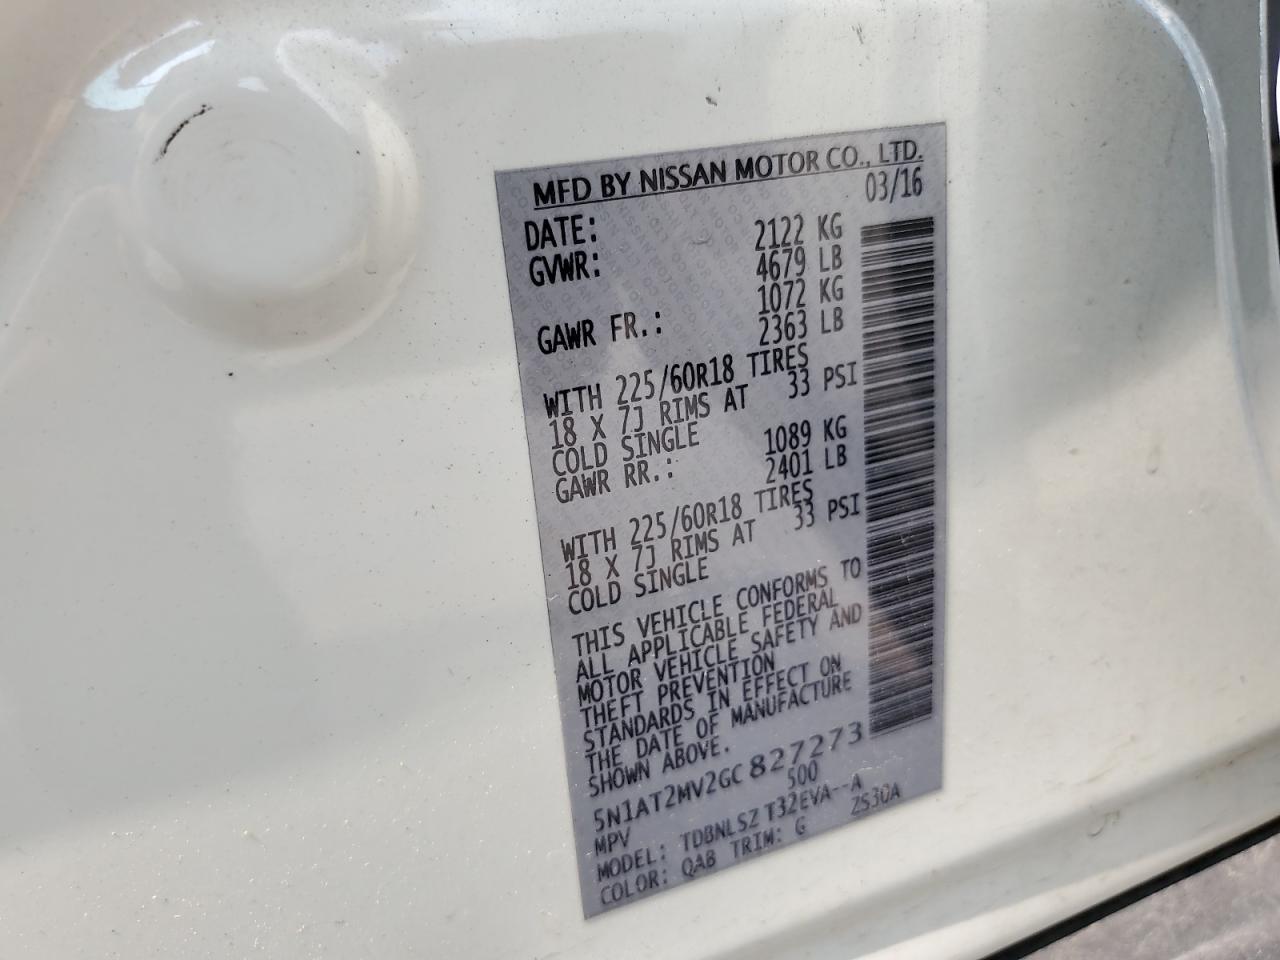 MFD BY NISSAN MOTOR CO., LTD.
DATE: 03/16
GVWR: 2122 KG
4679 LB
GAWR FR.: 1072 KG
2363 LB
WITH 225/60R18 TIRES
18 X 7J RIMS AT 33 PSI
COLD SINGLE
GAWR RR.: 1089 KG
2401 LB
WITH 225/60R18 TIRES
18 X 7J RIMS AT 33 PSI
COLD SINGLE
THIS VEHICLE CONFORMS TO
ALL APPLICABLE FEDERAL
MOTOR VEHICLE SAFETY AND
THEFT PREVENTION
STANDARDS IN EFFECT ON
THE DATE OF MANUFACTURE
SHOWN ABOVE.
5N1AT2MV2GC827273
MPV 500
MODEL: TDBNLSZ T32EVA--A
COLOR: QAB TRIM: G ZS30A